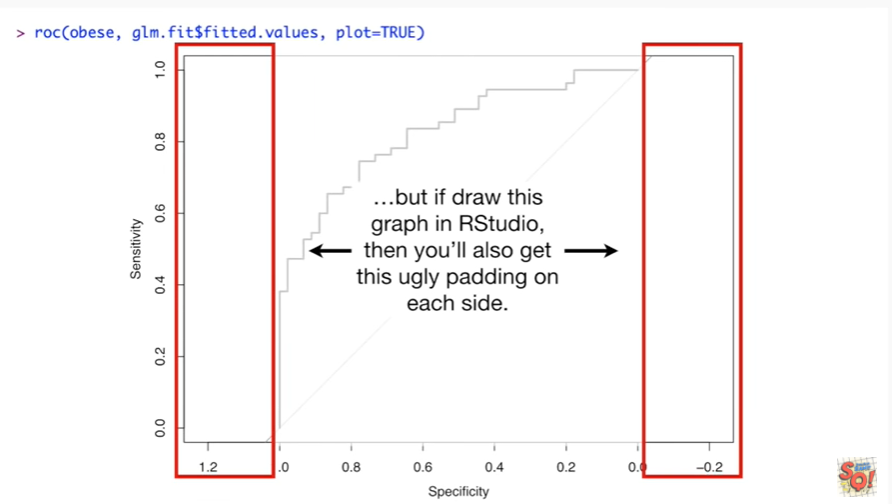 > roc(obese, glm.fit$fitted.values, plot=TRUE)
1.0
0.8
0.6
0.4
0.2
0.0
Sensitivity
…but if draw this
graph in RStudio,
then you'll also get
this ugly padding on
each side.
1.2 .0 0.8 0.6 0.4 0.2 0.0 −0.2
Specificity
SQ!